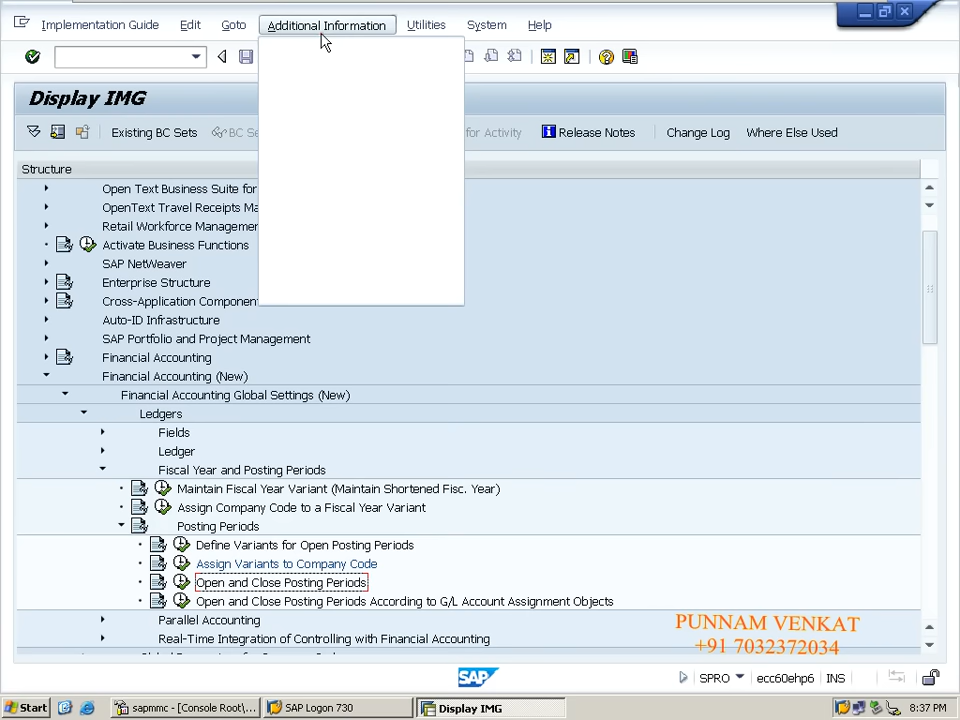 Implementation Guide Edit Goto Additional Information Utilities System Help
Display IMG
Existing BC Sets BC Se for Activity Release Notes Change Log Where Else Used
Structure
Open Text Business Suite for
OpenText Travel Receipts Ma
Retail Workforce Managemen
Activate Business Functions
SAP NetWeaver
Enterprise Structure
Cross-Application Component
Auto-ID Infrastructure
SAP Portfolio and Project Management
Financial Accounting
Financial Accounting (New)
Financial Accounting Global Settings (New)
Ledgers
Fields
Ledger
Fiscal Year and Posting Periods
Maintain Fiscal Year Variant (Maintain Shortened Fisc. Year)
Assign Company Code to a Fiscal Year Variant
Posting Periods
Define Variants for Open Posting Periods
Assign Variants to Company Code
Open and Close Posting Periods
Open and Close Posting Periods According to G/L Account Assignment Objects
Parallel Accounting
Real-Time Integration of Controlling with Financial Accounting
PUNNAM VENKAT
+91 7032372034
SAP SPRO ecc60ehp6 INS
Start sapmmc - [Console Root\... SAP Logon 730 Display IMG 8:37 PM